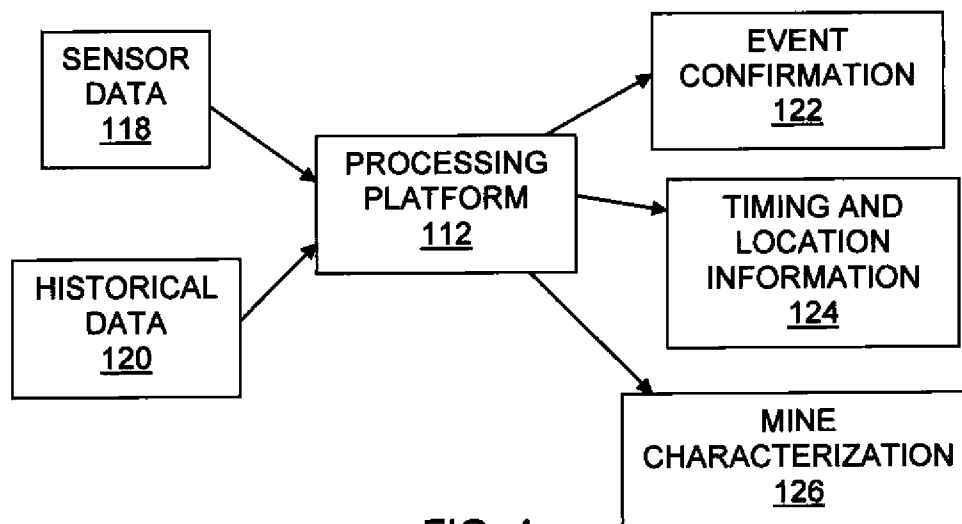 SENSOR
DATA
118
HISTORICAL
DATA
120
PROCESSING
PLATFORM
112
EVENT
CONFIRMATION
122
TIMING AND
LOCATION
INFORMATION
124
MINE
CHARACTERIZATION
126